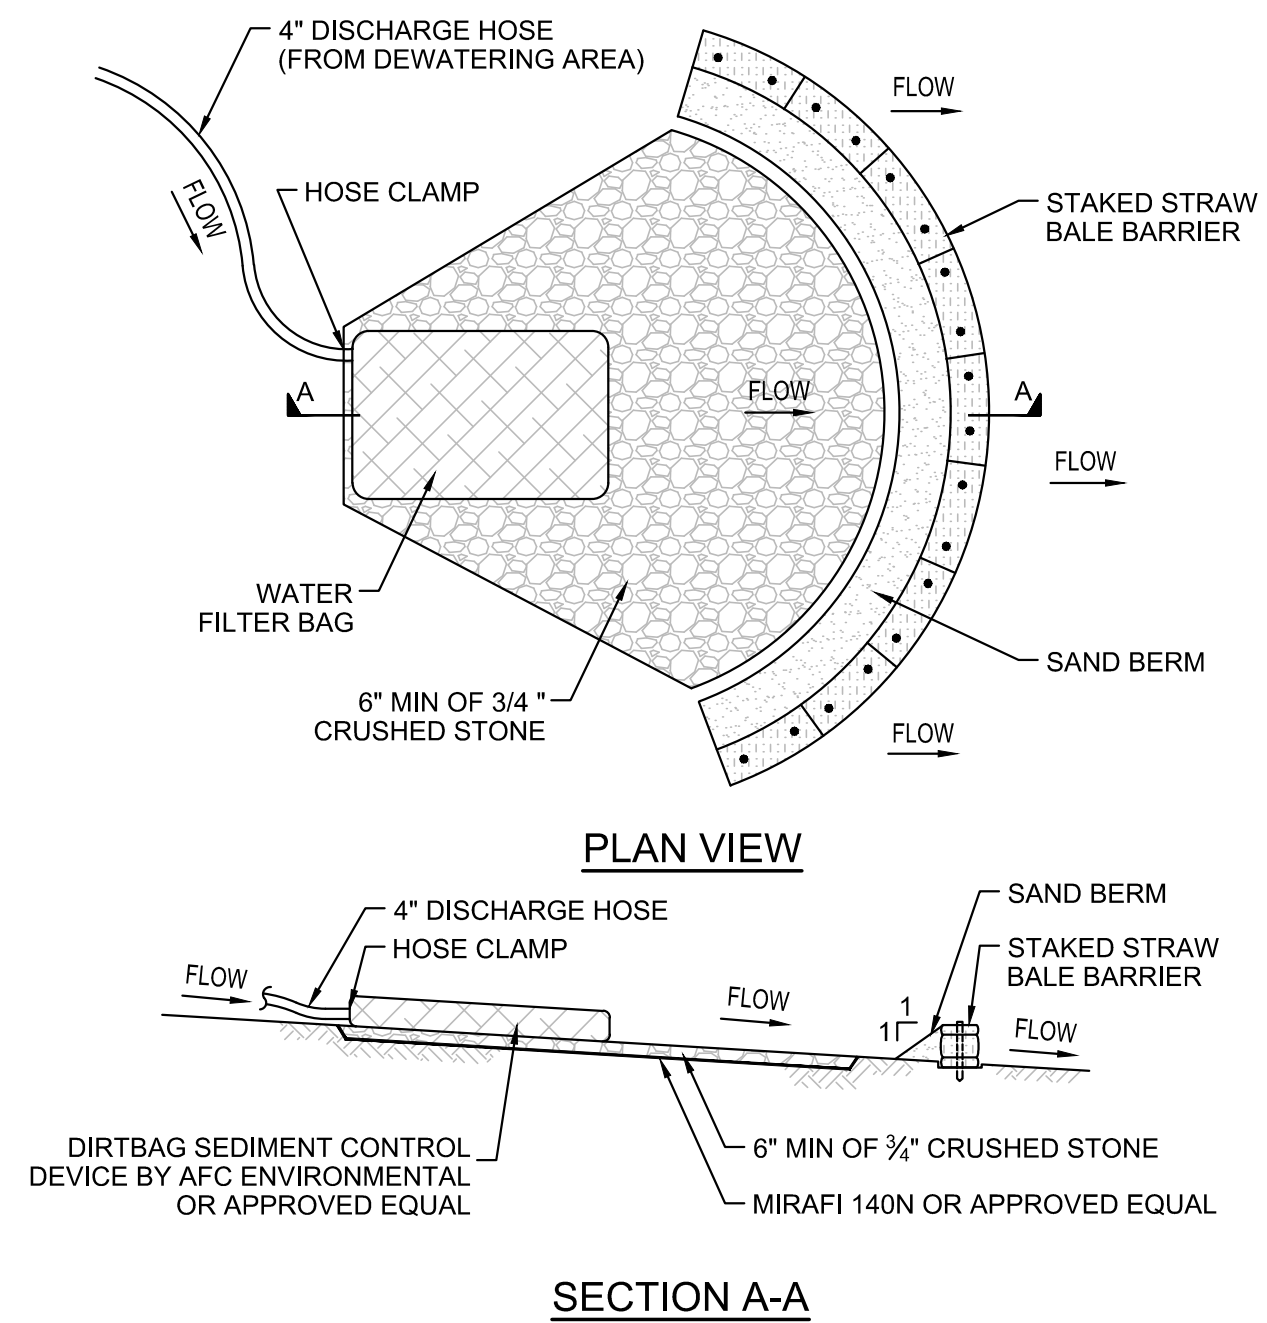 4" DISCHARGE HOSE
(FROM DEWATERING AREA)
FLOW
FLOW
HOSE CLAMP
STAKED STRAW
BALE BARRIER
A
FLOW
A
FLOW
WATER
FILTER BAG
SAND BERM
6" MIN OF 3/4 "
CRUSHED STONE
FLOW
PLAN VIEW
SAND BERM
4" DISCHARGE HOSE
HOSE CLAMP
STAKED STRAW
BALE BARRIER
FLOW
FLOW
1
1
FLOW
DIRTBAG SEDIMENT CONTROL
DEVICE BY AFC ENVIRONMENTAL
OR APPROVED EQUAL
6" MIN OF ¾" CRUSHED STONE
MIRAFI 140N OR APPROVED EQUAL
SECTION A-A